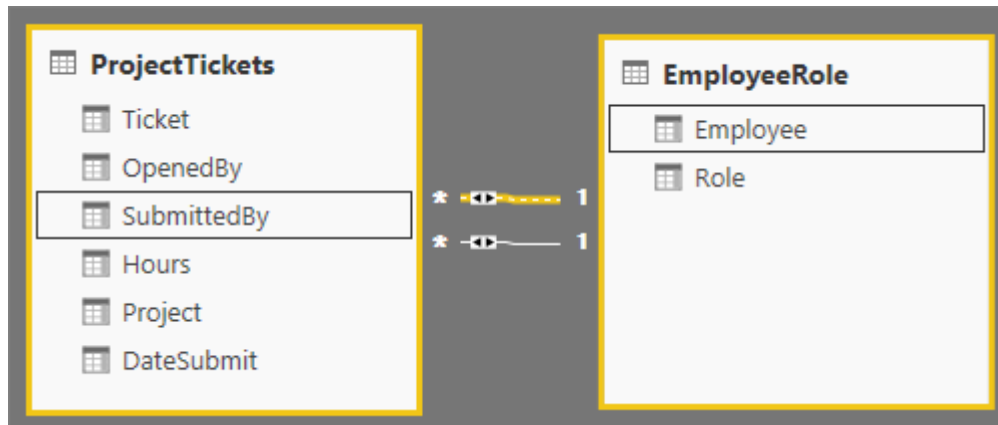 ProjectTickets
Ticket
OpenedBy
SubmittedBy
Hours
Project
DateSubmit
* 1
* 1
EmployeeRole
Employee
Role